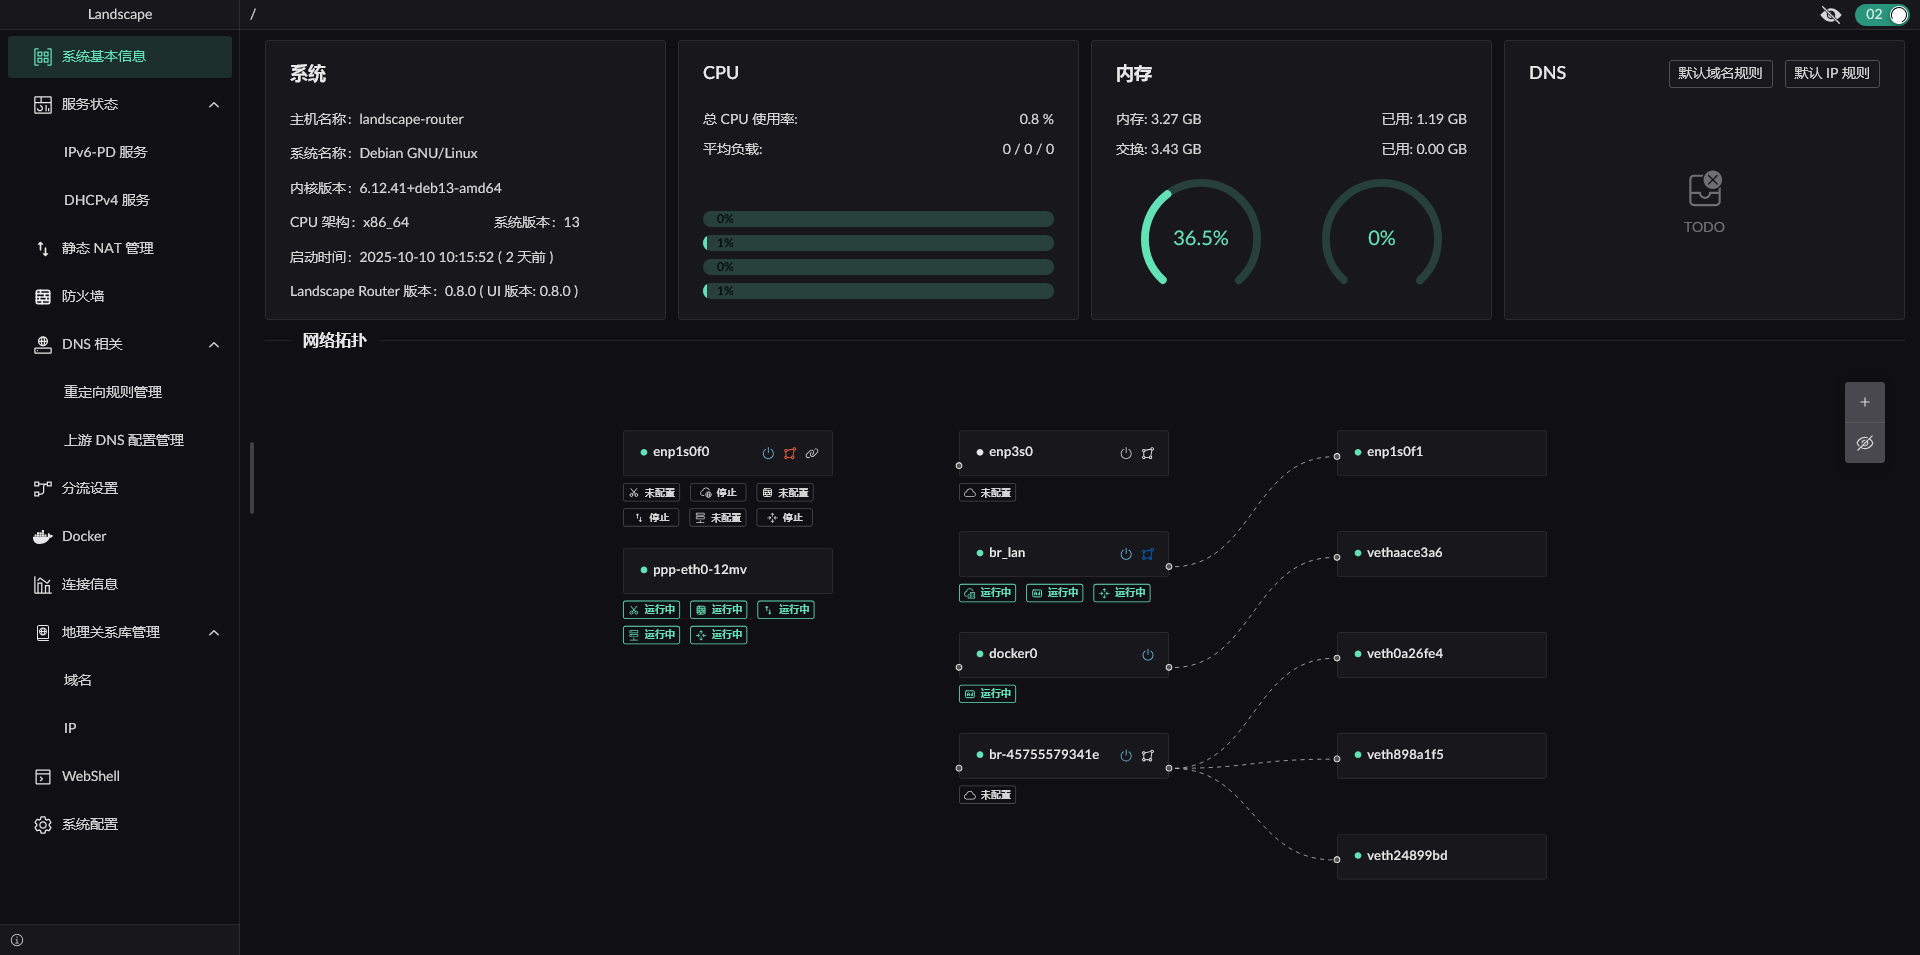 Landscape
/
02
系统基本信息
服务状态
IPv6-PD 服务
DHCPv4 服务
静态 NAT 管理
防火墙
DNS 相关
重定向规则管理
上游 DNS 配置管理
分流设置
Docker
连接信息
地理关系库管理
域名
IP
WebShell
系统配置
系统
主机名称：landscape-router
系统名称：Debian GNU/Linux
内核版本：6.12.41+deb13-amd64
CPU 架构：x86_64 系统版本：13
启动时间：2025-10-10 10:15:52 ( 2 天前 )
Landscape Router 版本：0.8.0 ( UI 版本: 0.8.0 )
CPU
总 CPU 使用率: 0.8 %
平均负载: 0 / 0 / 0
0%
1%
0%
1%
内存
内存: 3.27 GB 已用: 1.19 GB
交换: 3.43 GB 已用: 0.00 GB
36.5% 0%
DNS 默认域名规则 默认 IP 规则
TODO
网络拓扑
enp1s0f0
未配置 停止 未配置
停止 未配置 停止
ppp-eth0-12mv
运行中 运行中 运行中
运行中 运行中
enp3s0
未配置
br_lan
运行中 运行中 运行中
docker0
运行中
br-45755579341e
未配置
enp1s0f1
vethaace3a6
veth0a26fe4
veth898a1f5
veth24899bd